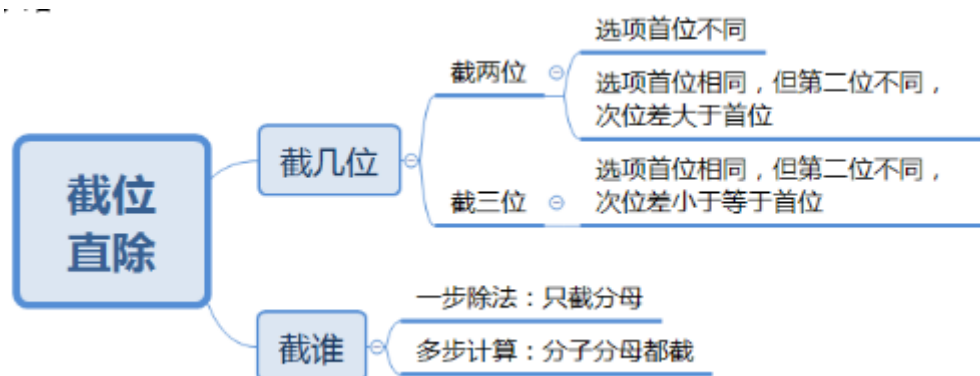 截位
直除
截几位
截两位
选项首位不同
选项首位相同，但第二位不同，
次位差大于首位
截三位
选项首位相同，但第二位不同，
次位差小于等于首位
截谁
一步除法：只截分母
多步计算：分子分母都截